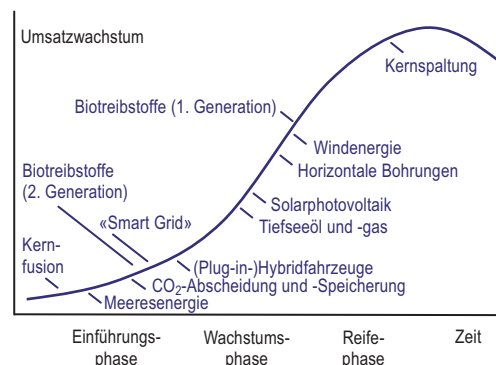 Umsatzwachstum
Kernspaltung
Biotreibstoffe (1. Generation)
Windenergie
Horizontale Bohrungen
Biotreibstoffe
(2. Generation)
Solarphotovoltaik
«Smart Grid»
Tiefseeöl und -gas
Kern-
fusion
(Plug-in-)Hybridfahrzeuge
CO₂-Abscheidung und -Speicherung
Meeresenergie
Einführungs-
phase
Wachstums-
phase
Reife-
phase
Zeit